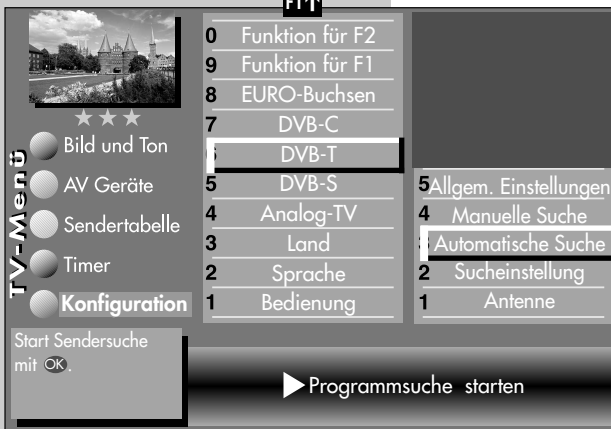 TV-Menü
Bild und Ton
AV Geräte
Sendertabelle
Timer
Konfiguration
0 Funktion für F2
9 Funktion für F1
8 EURO-Buchsen
7 DVB-C
DVB-T
5 DVB-S
4 Analog-TV
3 Land
2 Sprache
1 Bedienung
5 Allgem. Einstellungen
4 Manuelle Suche
3 Automatische Suche
2 Sucheinstellung
1 Antenne
Start Sendersuche
mit OK.
Programmsuche starten